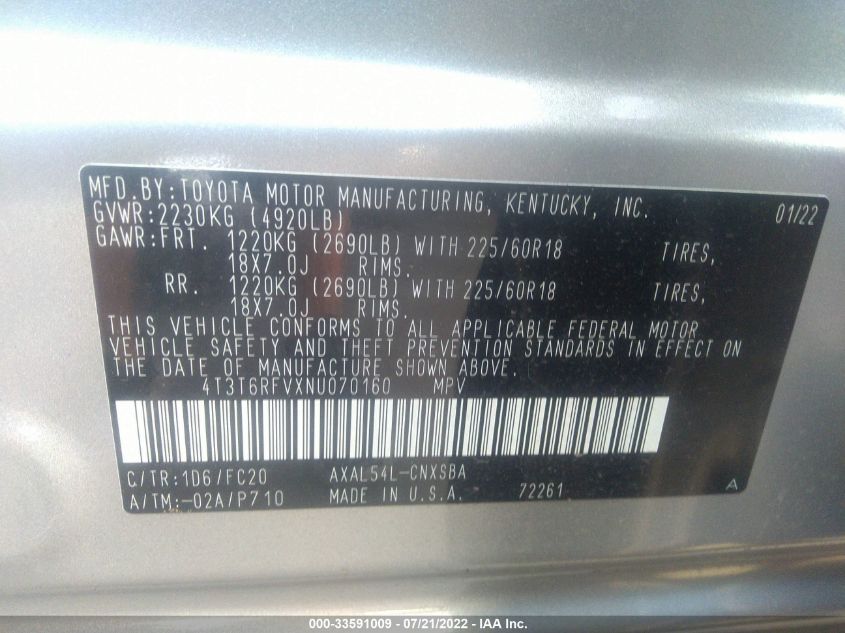 MFD.BY:TOYOTA MOTOR MANUFACTURING, KENTUCKY, INC. 01/22
GVWR:2230KG (4920LB)
GAWR:FRT. 1220KG (2690LB) WITH 225/60R18 TIRES,
18X7.0J RIMS.
RR. 1220KG (2690LB) WITH 225/60R18 TIRES,
18X7.0J RIMS.
THIS VEHICLE CONFORMS TO ALL APPLICABLE FEDERAL MOTOR
VEHICLE SAFETY AND THEFT PREVENTION STANDARDS IN EFFECT ON
THE DATE OF MANUFACTURE SHOWN ABOVE.
4T3T6RFVXNU070160 MPV
C/TR:1D6/FC20 AXAL54L-CNXSBA
A/TM:-02A/P710 MADE IN U.S.A. 72261 A
000-33591009 - 07/21/2022 - IAA Inc.